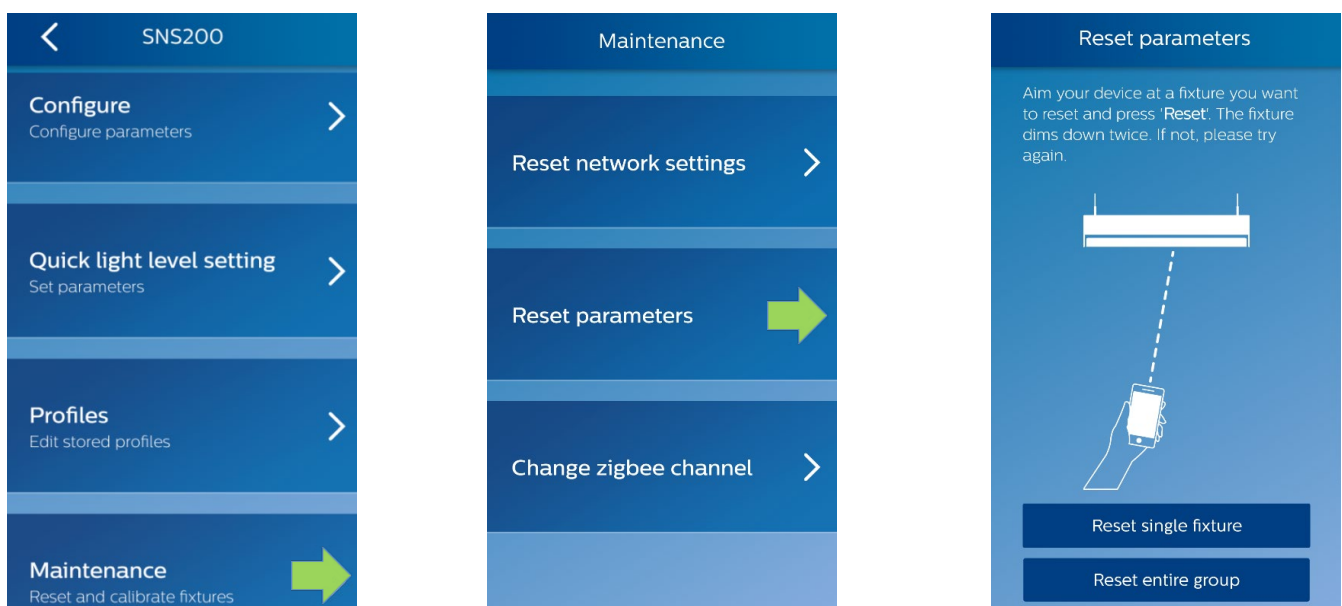 SNS200
Configure
Configure parameters
Quick light level setting
Set parameters
Profiles
Edit stored profiles
Maintenance
Reset and calibrate fixtures
Maintenance
Reset network settings
Reset parameters
Change zigbee channel
Reset parameters
Aim your device at a fixture you want
to reset and press 'Reset'. The fixture
dims down twice. If not, please try
again.
Reset single fixture
Reset entire group